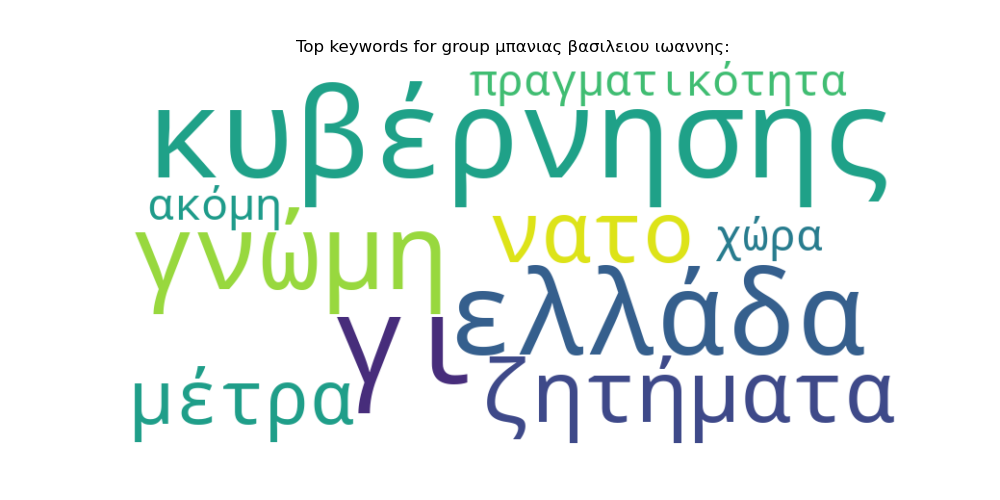 Top keywords for group μπανιας βασιλειου ιωαννης:
πραγματικότητα
κυβέρνησης
ακόμη
γνώμη
νατο
χώρα
γι
ελλάδα
μέτρα
ζητήματα